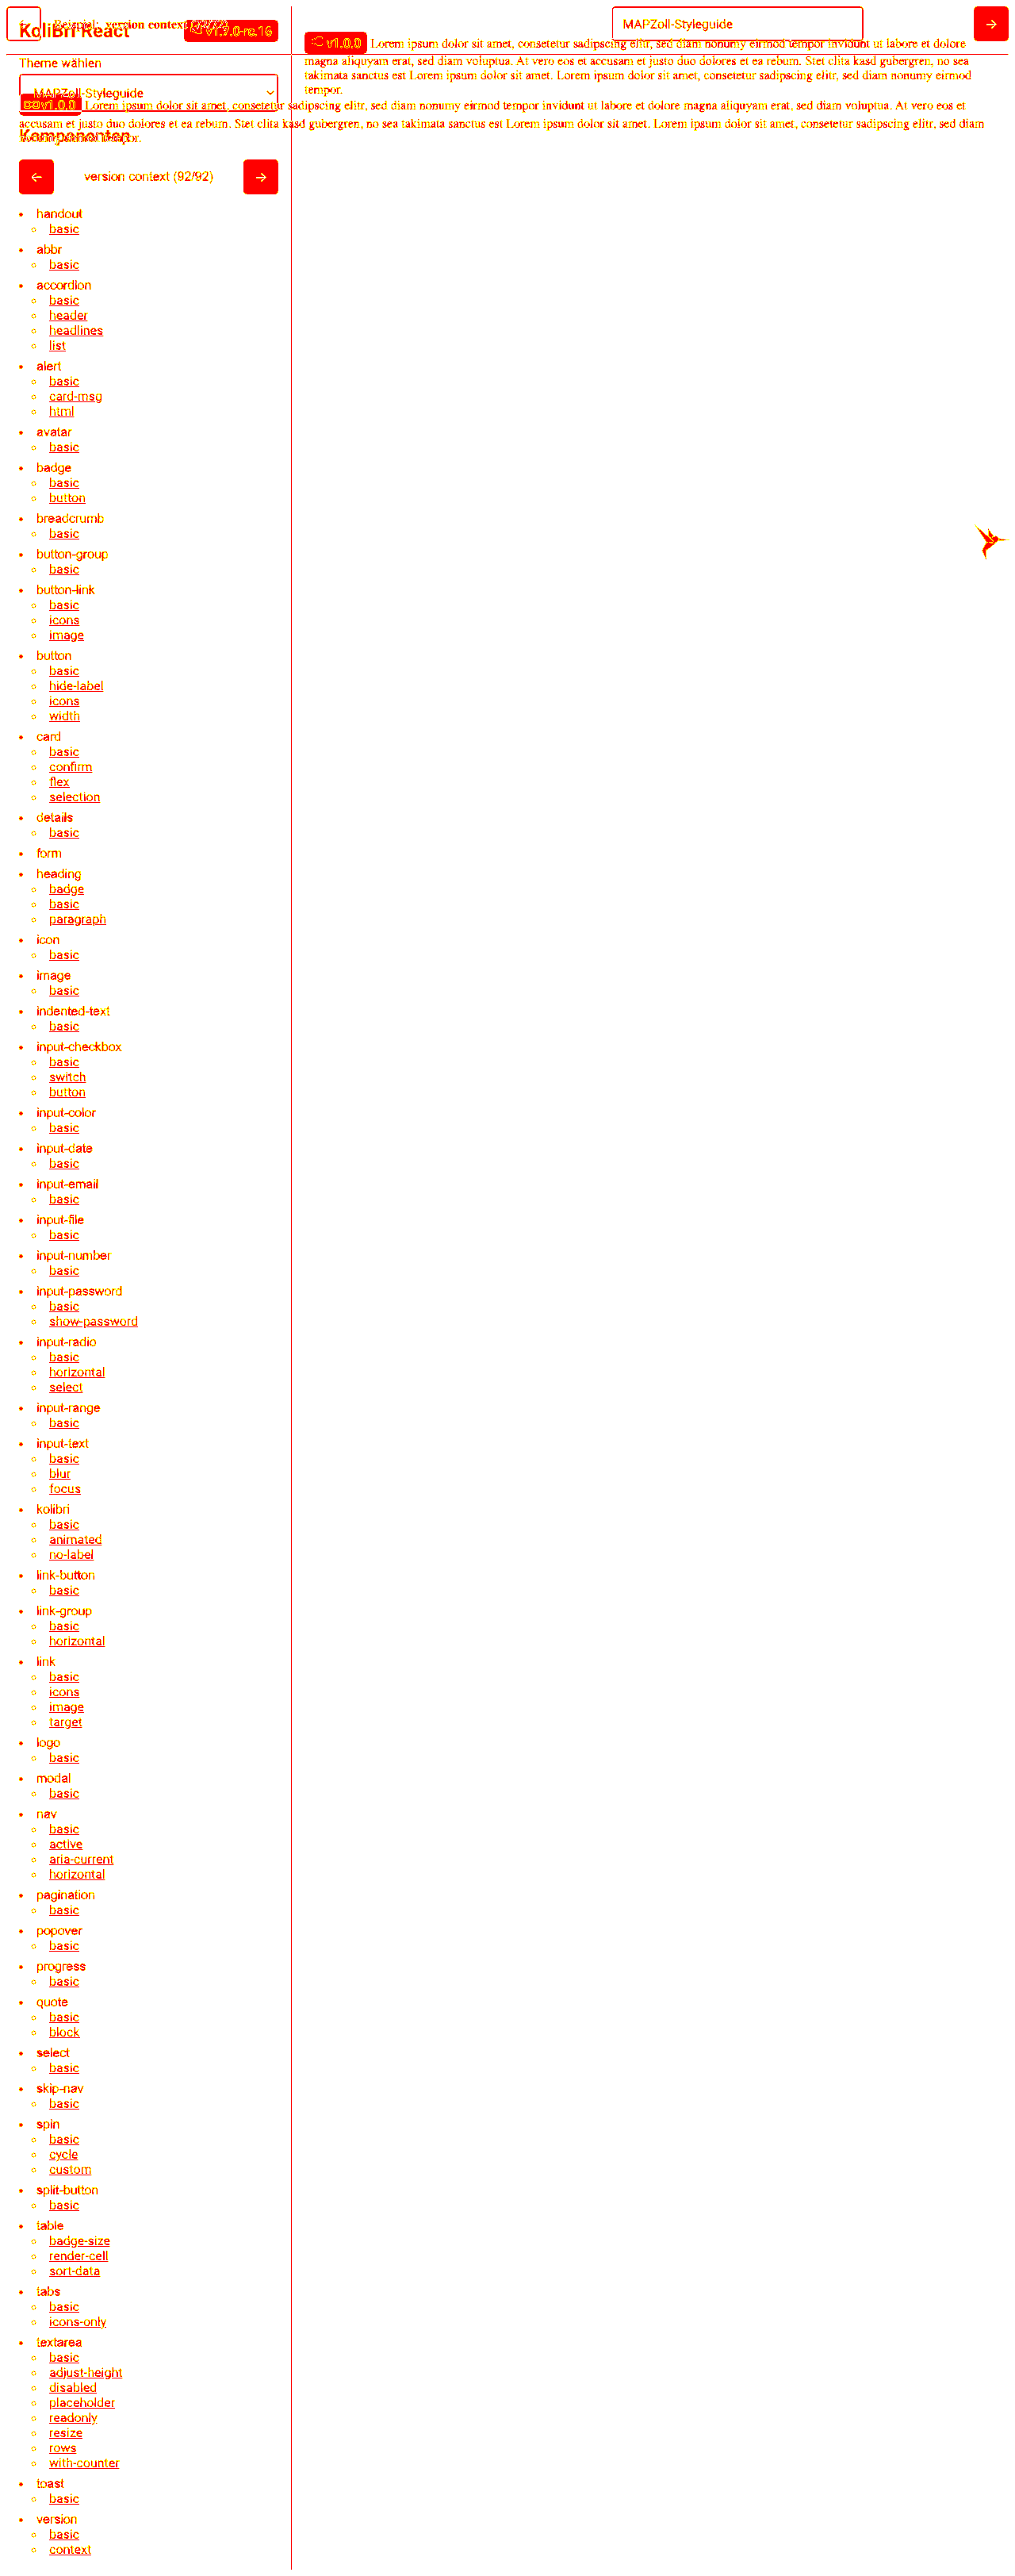 KoliBri React
v1.7.0-rc.16
Beispiel: version context (92/92)
MAPZoll-Styleguide
Theme wählen
MAPZoll-Styleguide
v1.0.0 Lorem ipsum dolor sit amet, consetetur sadipscing elitr, sed diam nonumy eirmod tempor invidunt ut labore et dolore
magna aliquyam erat, sed diam voluptua. At vero eos et accusam et justo duo dolores et ea rebum. Stet clita kasd gubergren, no sea
takimata sanctus est Lorem ipsum dolor sit amet. Lorem ipsum dolor sit amet, consetetur sadipscing elitr, sed diam nonumy eirmod
tempor.
v1.0.0 Lorem ipsum dolor sit amet, consetetur sadipscing elitr, sed diam nonumy eirmod tempor invidunt ut labore et dolore magna aliquyam erat, sed diam voluptua. At vero eos et
accusam et justo duo dolores et ea rebum. Stet clita kasd gubergren, no sea takimata sanctus est Lorem ipsum dolor sit amet. Lorem ipsum dolor sit amet, consetetur sadipscing elitr, sed diam
Komponenten
version context (92/92)
handout
basic
abbr
basic
accordion
basic
header
headlines
list
alert
basic
card-msg
html
avatar
basic
badge
basic
button
breadcrumb
basic
button-group
basic
button-link
basic
icons
image
button
basic
hide-label
icons
width
card
basic
confirm
flex
selection
details
basic
form
heading
badge
basic
paragraph
icon
basic
image
basic
indented-text
basic
input-checkbox
basic
switch
button
input-color
basic
input-date
basic
input-email
basic
input-file
basic
input-number
basic
input-password
basic
show-password
input-radio
basic
horizontal
select
input-range
basic
input-text
basic
blur
focus
kolibri
basic
animated
no-label
link-button
basic
link-group
basic
horizontal
link
basic
icons
image
target
logo
basic
modal
basic
nav
basic
active
aria-current
horizontal
pagination
basic
popover
basic
progress
basic
quote
basic
block
select
basic
skip-nav
basic
spin
basic
cycle
custom
split-button
basic
table
badge-size
render-cell
sort-data
tabs
basic
icons-only
textarea
basic
adjust-height
disabled
placeholder
readonly
resize
rows
with-counter
toast
basic
version
basic
context